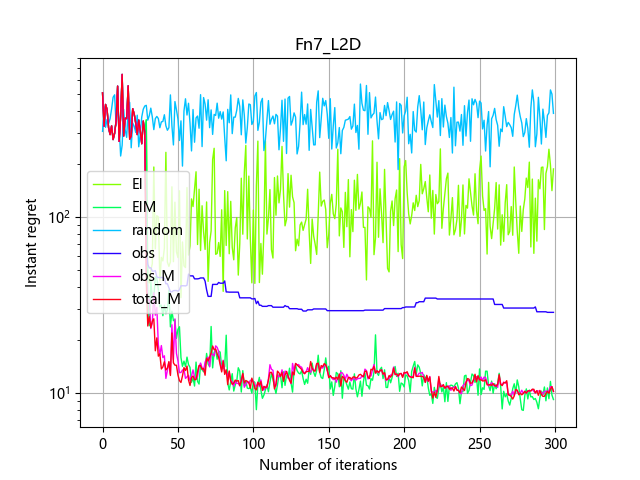 Fn7_L2D
Instant regret
10²
10¹
EI
EIM
random
obs
obs_M
total_M
0 50 100 150 200 250 300
Number of iterations